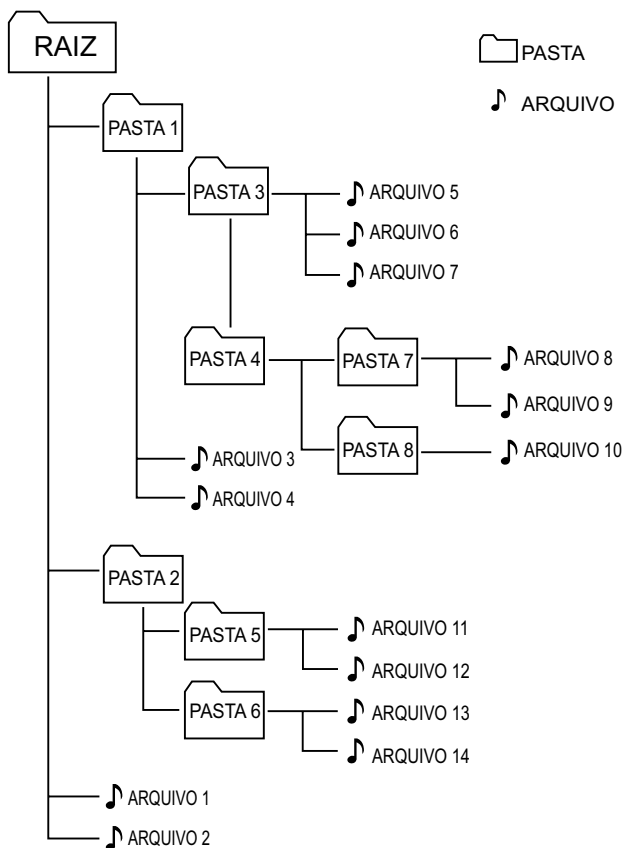 RAIZ
PASTA
ARQUIVO
PASTA 1
PASTA 3
ARQUIVO 5
ARQUIVO 6
ARQUIVO 7
PASTA 4
PASTA 7
ARQUIVO 8
ARQUIVO 9
PASTA 8
ARQUIVO 10
ARQUIVO 3
ARQUIVO 4
PASTA 2
PASTA 5
ARQUIVO 11
ARQUIVO 12
PASTA 6
ARQUIVO 13
ARQUIVO 14
ARQUIVO 1
ARQUIVO 2